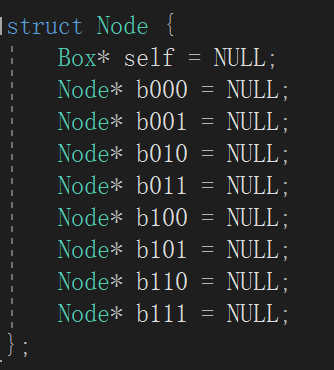 struct Node {
Box* self = NULL;
Node* b000 = NULL;
Node* b001 = NULL;
Node* b010 = NULL;
Node* b011 = NULL;
Node* b100 = NULL;
Node* b101 = NULL;
Node* b110 = NULL;
Node* b111 = NULL;
};